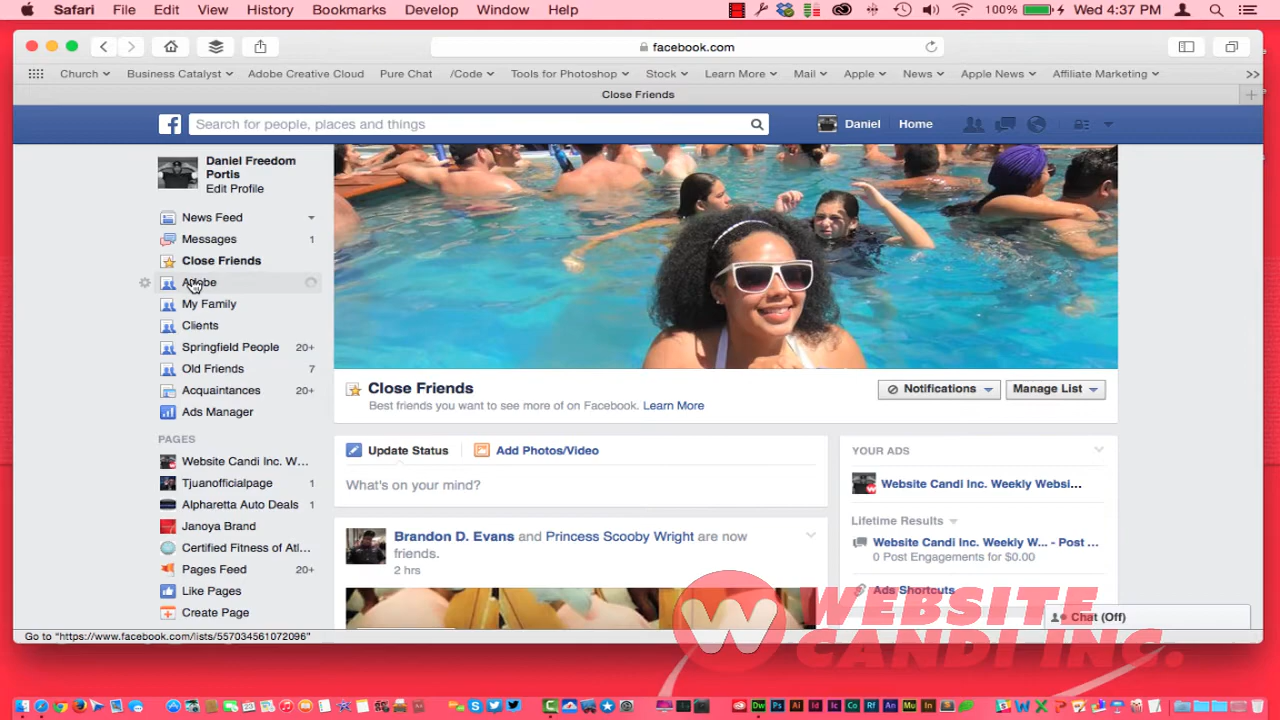 Safari File Edit View History Bookmarks Develop Window Help 100% Wed 4:37 PM
facebook.com
Church Business Catalyst Adobe Creative Cloud Pure Chat /Code Tools for Photoshop Stock Learn More Mail Apple News Apple News Affiliate Marketing >>
Close Friends
Search for people, places and things Daniel Home
Daniel Freedom
Portis
Edit Profile
News Feed
Messages 1
Close Friends
Adobe
My Family
Clients
Springfield People 20+
Old Friends 7
Acquaintances 20+
Ads Manager
PAGES
Website Candi Inc. W...
Tjuanofficialpage 1
Alpharetta Auto Deals 1
Janoya Brand
Certified Fitness of Atl...
Pages Feed 20+
Like Pages
Create Page
Close Friends
Best friends you want to see more of on Facebook. Learn More
Notifications Manage List
Update Status Add Photos/Video
What's on your mind?
Brandon D. Evans and Princess Scooby Wright are now
friends.
2 hrs
YOUR ADS
Website Candi Inc. Weekly Websi...
Lifetime Results
Website Candi Inc. Weekly W... - Post ...
0 Post Engagements for $0.00
Ads Shortcuts
Chat (Off)
Go to "https://www.facebook.com/lists/557034561072096"
WEBSITE
CANDI INC.